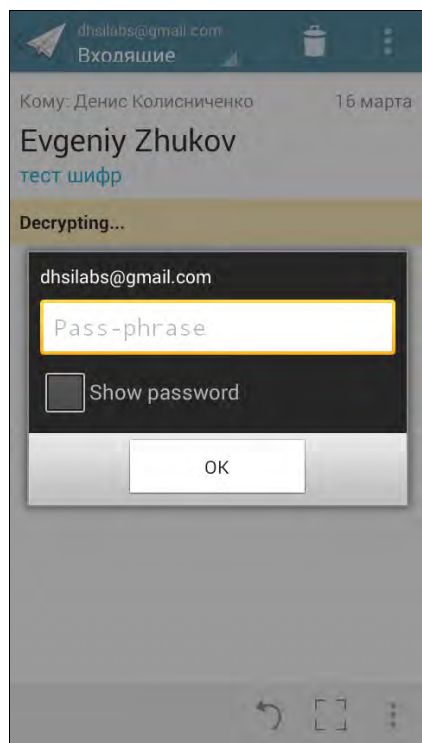 dhsilabs@gmail.com
Входящие
Кому: Денис Колисниченко 16 марта
Evgeniy Zhukov
тест шифр
Decrypting...
dhsilabs@gmail.com
Pass-phrase
Show password
OK